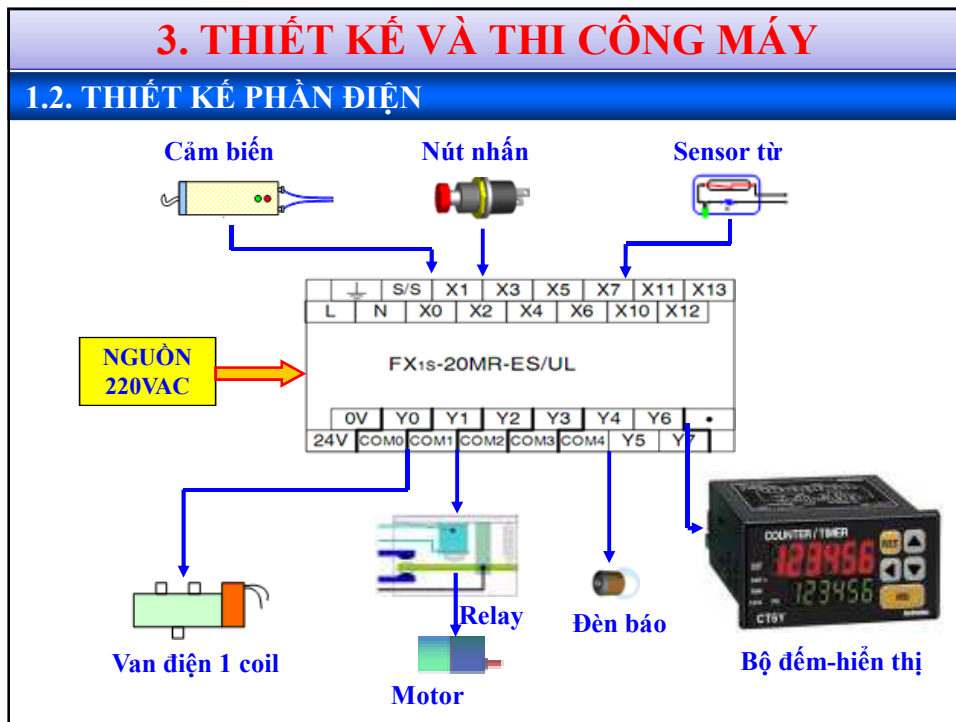 3. THIẾT KẾ VÀ THI CÔNG MÁY
1.2. THIẾT KẾ PHẦN ĐIỆN
Cảm biến
Nút nhấn
Sensor từ
S/S X1 X3 X5 X7 X11 X13
L N X0 X2 X4 X6 X10 X12
NGUỒN
220VAC
FX1S-20MR-ES/UL
0V Y0 Y1 Y2 Y3 Y4 Y6 •
24V COM0 COM1 COM2 COM3 COM4 Y5 Y7
COUNTER / TIMER
123456
123456
CT6Y
Relay
Đèn báo
Van điện 1 coil
Motor
Bộ đếm-hiển thị